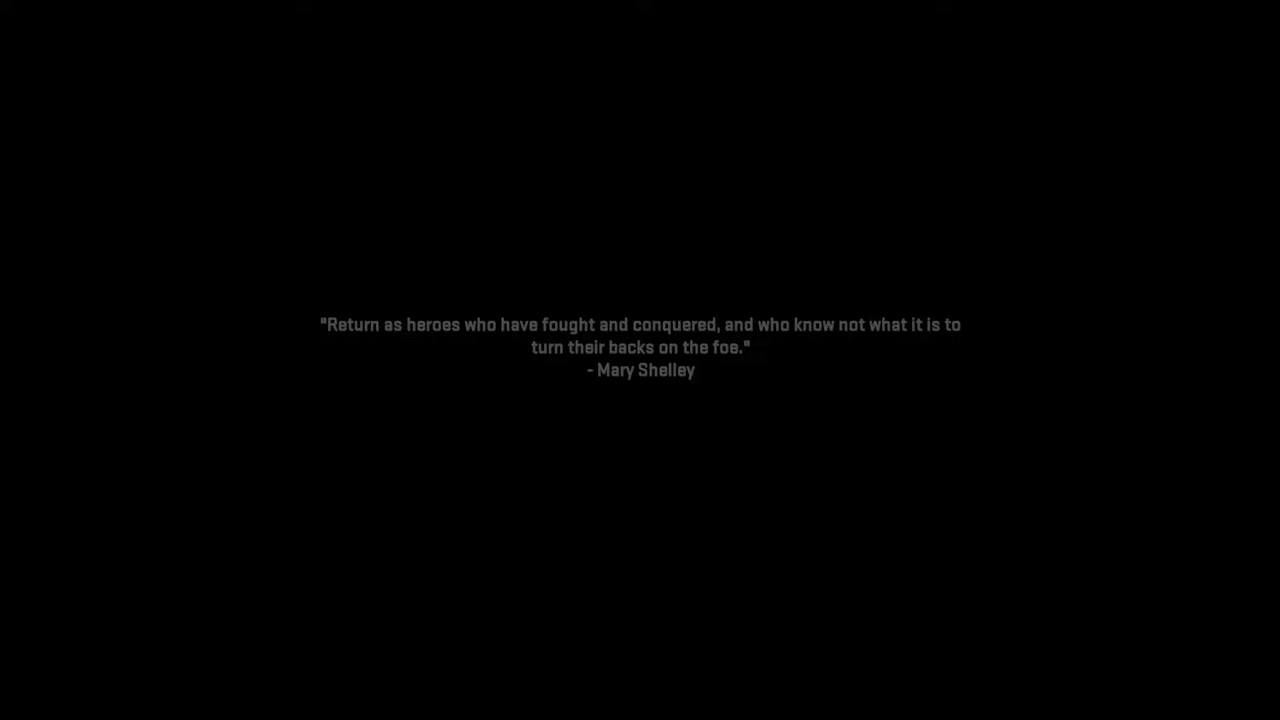 "Return as heroes who have fought and conquered, and who know not what it is to
turn their backs on the foe."
- Mary Shelley